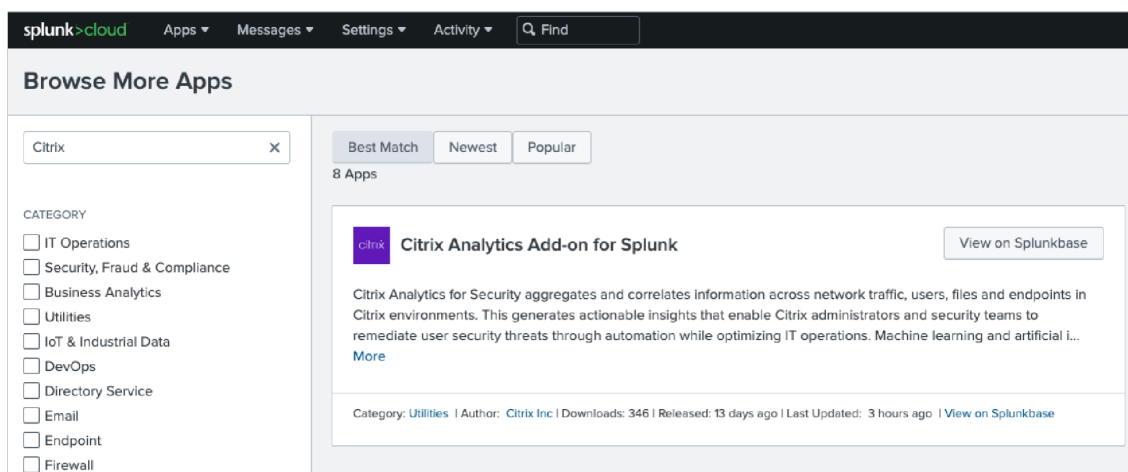 splunk>cloud Apps Messages Settings Activity Find
Browse More Apps
Citrix
CATEGORY
IT Operations
Security, Fraud & Compliance
Business Analytics
Utilities
IoT & Industrial Data
DevOps
Directory Service
Email
Endpoint
Firewall
Best Match Newest Popular
8 Apps
citrix Citrix Analytics Add-on for Splunk View on Splunkbase
Citrix Analytics for Security aggregates and correlates information across network traffic, users, files and endpoints in
Citrix environments. This generates actionable insights that enable Citrix administrators and security teams to
remediate user security threats through automation while optimizing IT operations. Machine learning and artificial i...
More
Category: Utilities | Author: Citrix Inc | Downloads: 346 | Released: 13 days ago | Last Updated: 3 hours ago | View on Splunkbase